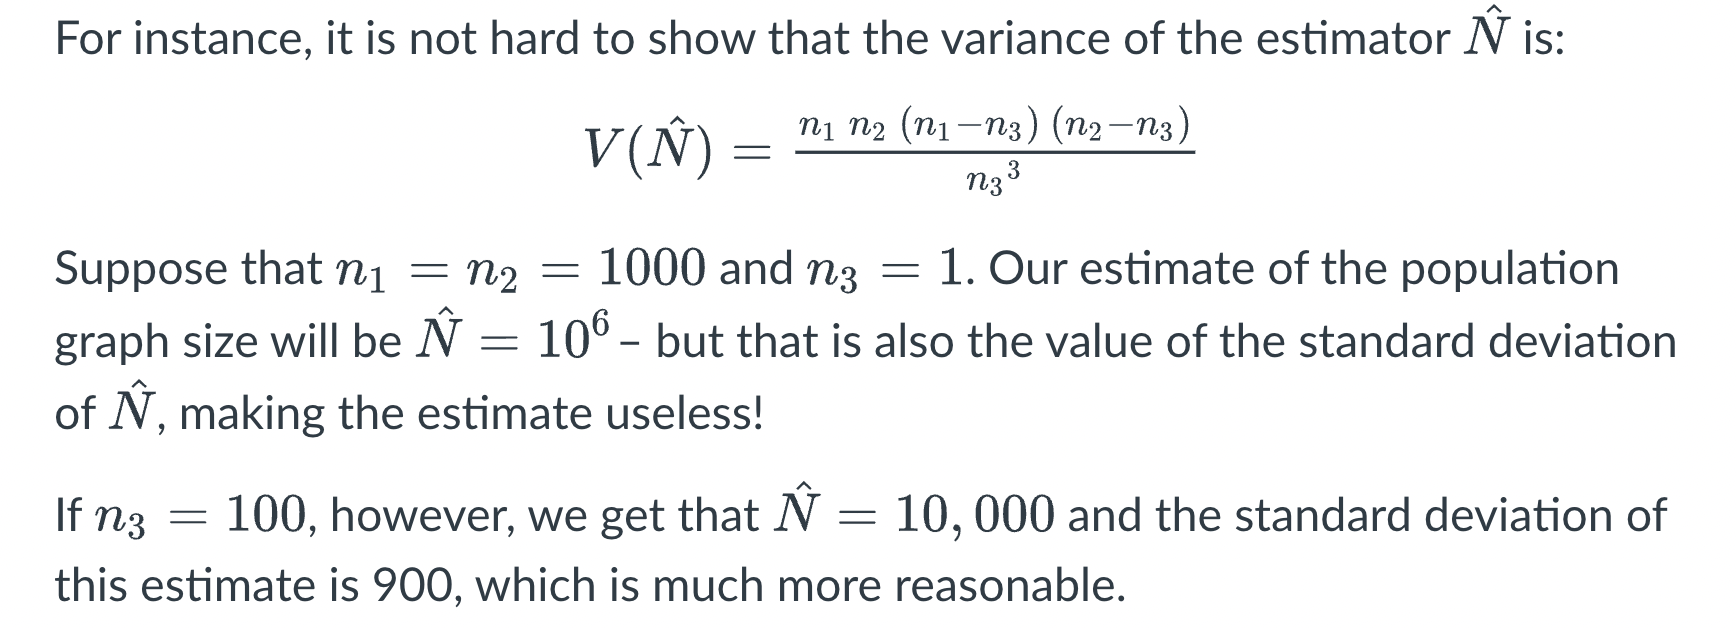 For instance, it is not hard to show that the variance of the estimator N̂ is:
V(N̂) = n₁ n₂ (n₁−n₃) (n₂−n₃) / n₃³
Suppose that n₁ = n₂ = 1000 and n₃ = 1. Our estimate of the population
graph size will be N̂ = 10⁶ – but that is also the value of the standard deviation
of N̂, making the estimate useless!
If n₃ = 100, however, we get that N̂ = 10, 000 and the standard deviation of
this estimate is 900, which is much more reasonable.